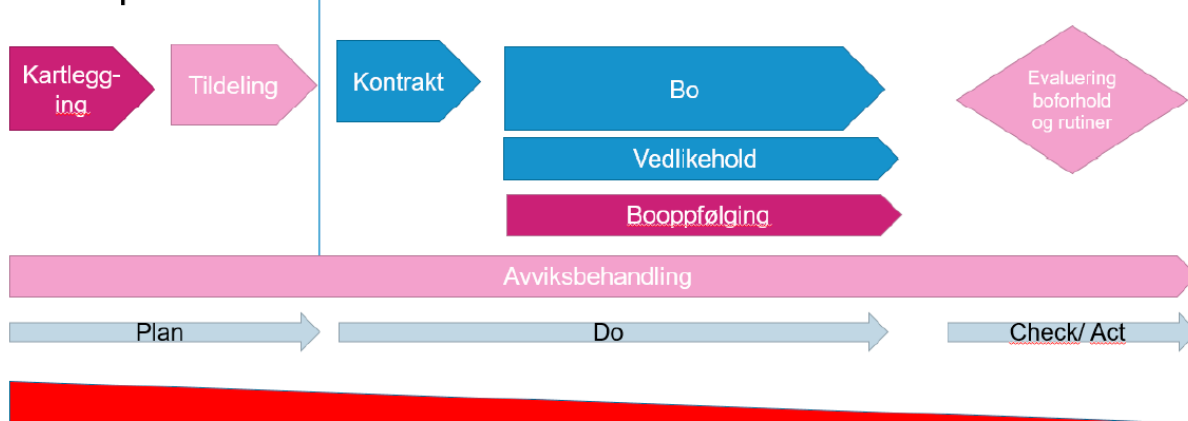 Kartlegg-
ing
Tildeling
Kontrakt
Bo
Evaluering
boforhold
og rutiner
Vedlikehold
Booppfølging
Avviksbehandling
Plan
Do
Check/ Act